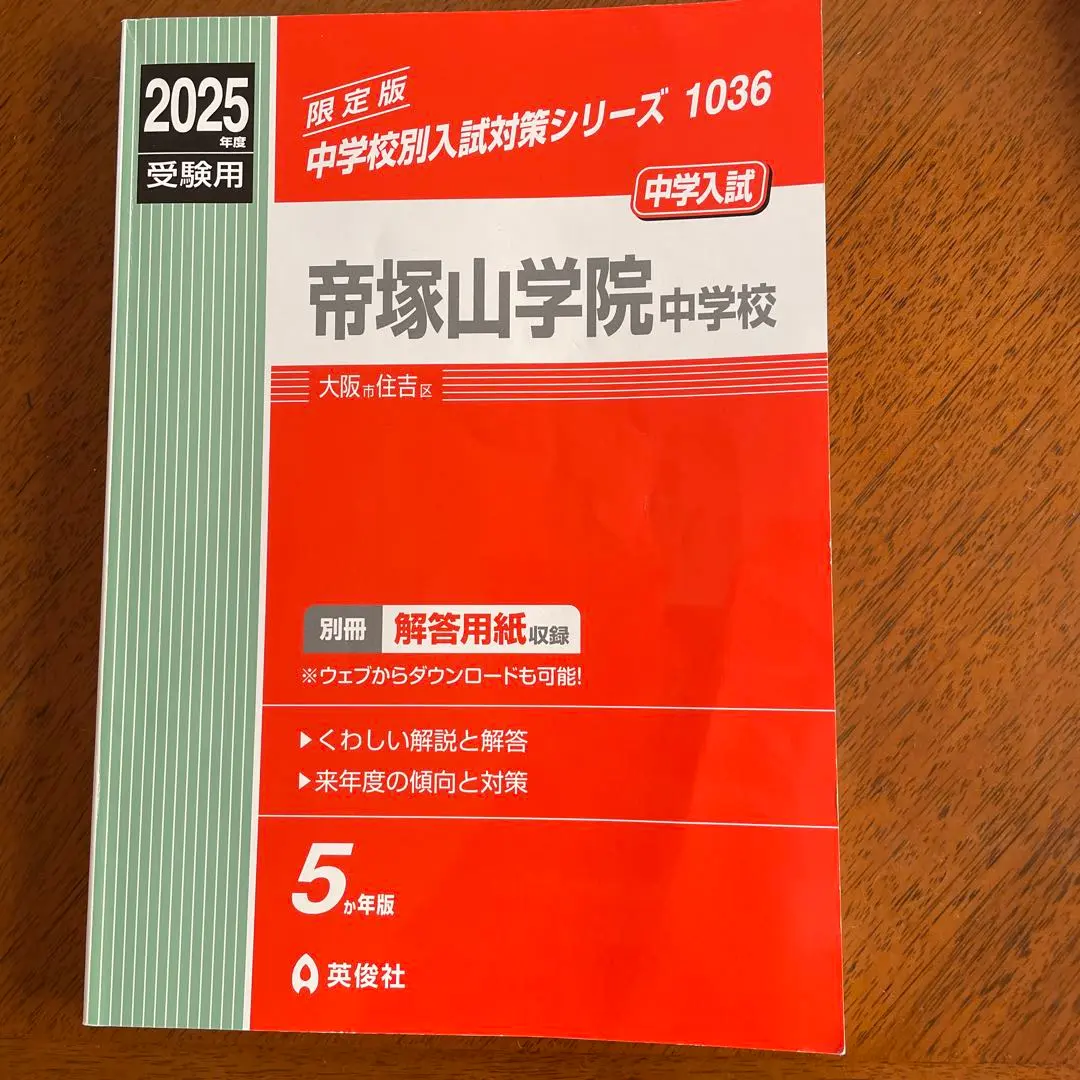 2025
年度
受験用
限定版
中学校別入試対策シリーズ 1036
中学入試
帝塚山学院中学校
大阪市住吉区
別冊 解答用紙収録
※ウェブからダウンロードも可能!
▶くわしい解説と解答
▶来年度の傾向と対策
5か年版
英俊社